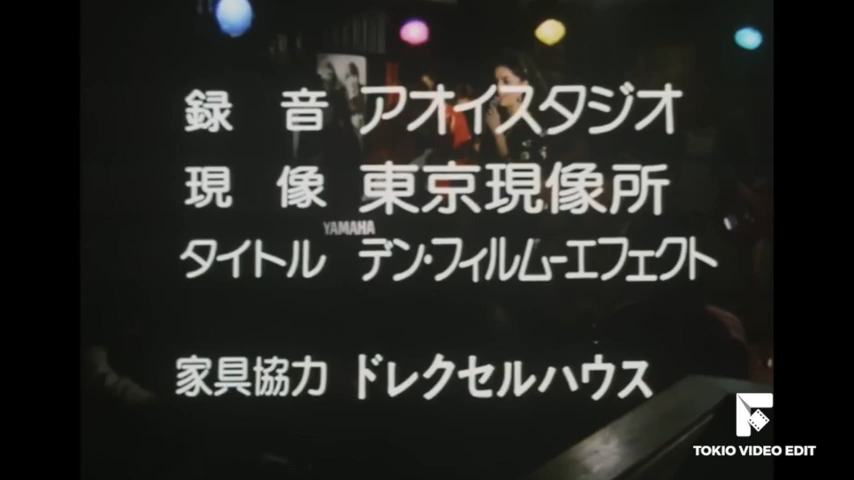 録音 アオイスタジオ
現像 東京現像所
YAMAHA
タイトル デン・フィルム・エフェクト
家具協力 ドレクセルハウス
TOKIO VIDEO EDIT